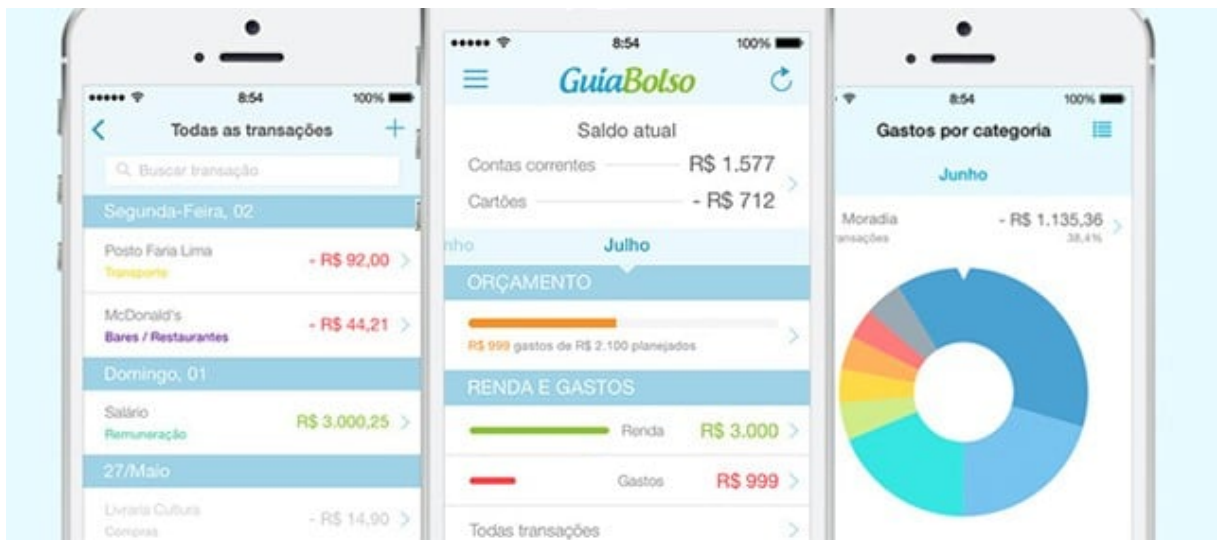 8:54
100%
Todas as transações
Buscar transação
Segunda-Feira, 02
Posto Faria Lima
- R$ 92,00
Transporte
McDonald's
- R$ 44,21
Bares / Restaurantes
Domingo, 01
Salário
R$ 3.000,25
Remuneração
27/Maio
Livraria Cultura
- R$ 14,90
Compras
8:54
100%
GuiaBolso
Saldo atual
Contas correntes
R$ 1.577
Cartões
- R$ 712
nho
Julho
ORÇAMENTO
R$ 999 gastos de R$ 2.100 planejados
RENDA E GASTOS
Renda
R$ 3.000
Gastos
R$ 999
Todas transações
8:54
100%
Gastos por categoria
Junho
Moradia
- R$ 1.135,36
ansações
38,4%